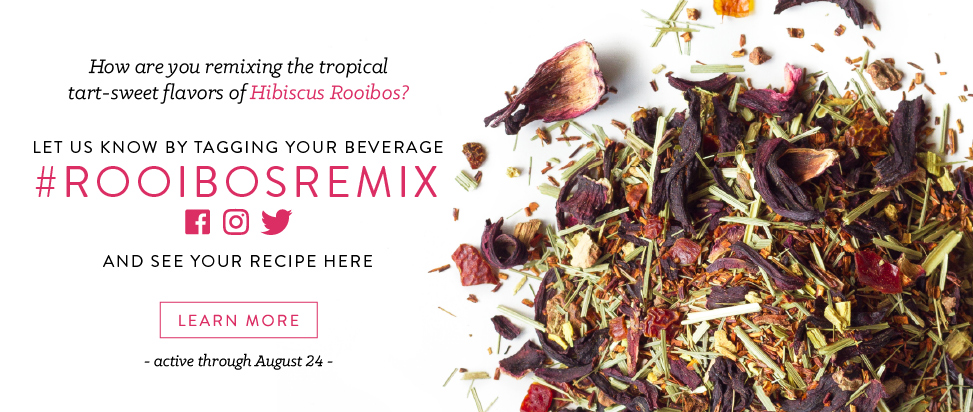 How are you remixing the tropical
tart-sweet flavors of Hibiscus Rooibos?
LET US KNOW BY TAGGING YOUR BEVERAGE
#ROOIBOSREMIX
AND SEE YOUR RECIPE HERE
LEARN MORE
- active through August 24 -